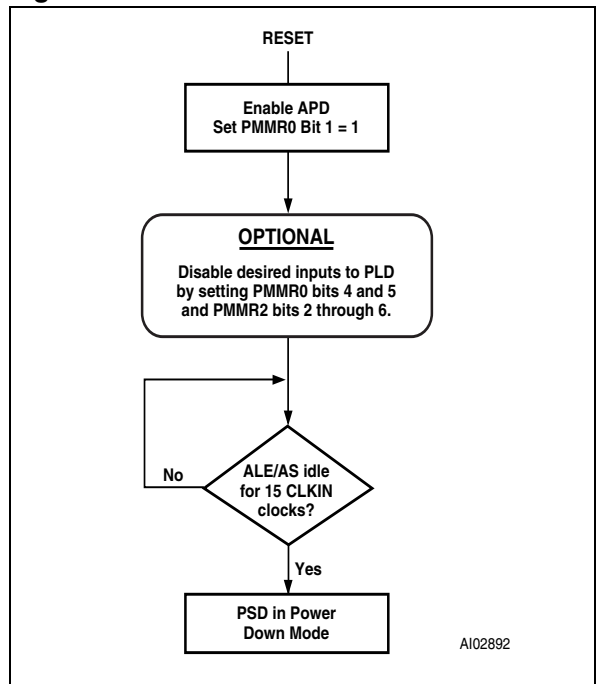 RESET
Enable APD
Set PMMR0 Bit 1 = 1
OPTIONAL
Disable desired inputs to PLD
by setting PMMR0 bits 4 and 5
and PMMR2 bits 2 through 6.
No
ALE/AS idle
for 15 CLKIN
clocks?
Yes
PSD in Power
Down Mode
AI02892